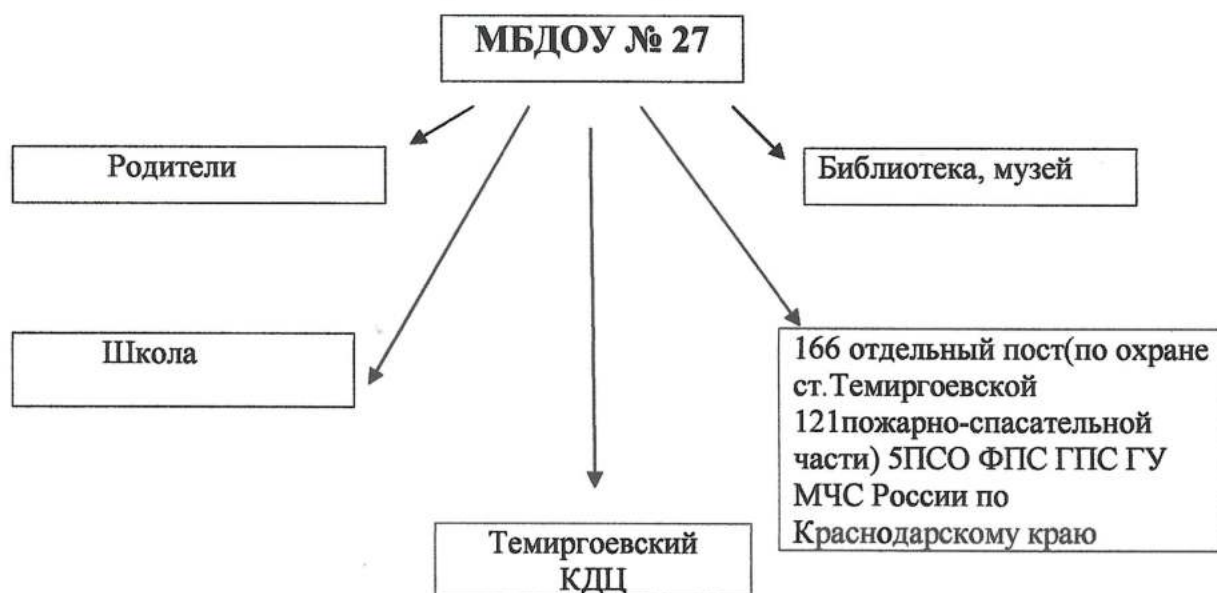 МБДОУ № 27
Родители
Библиотека, музей
Школа
166 отдельный пост(по охране
ст.Темиргоевской
121пожарно-спасательной
части) 5ПСО ФПС ГПС ГУ
МЧС России по
Краснодарскому краю
Темиргоевский
КДЦ